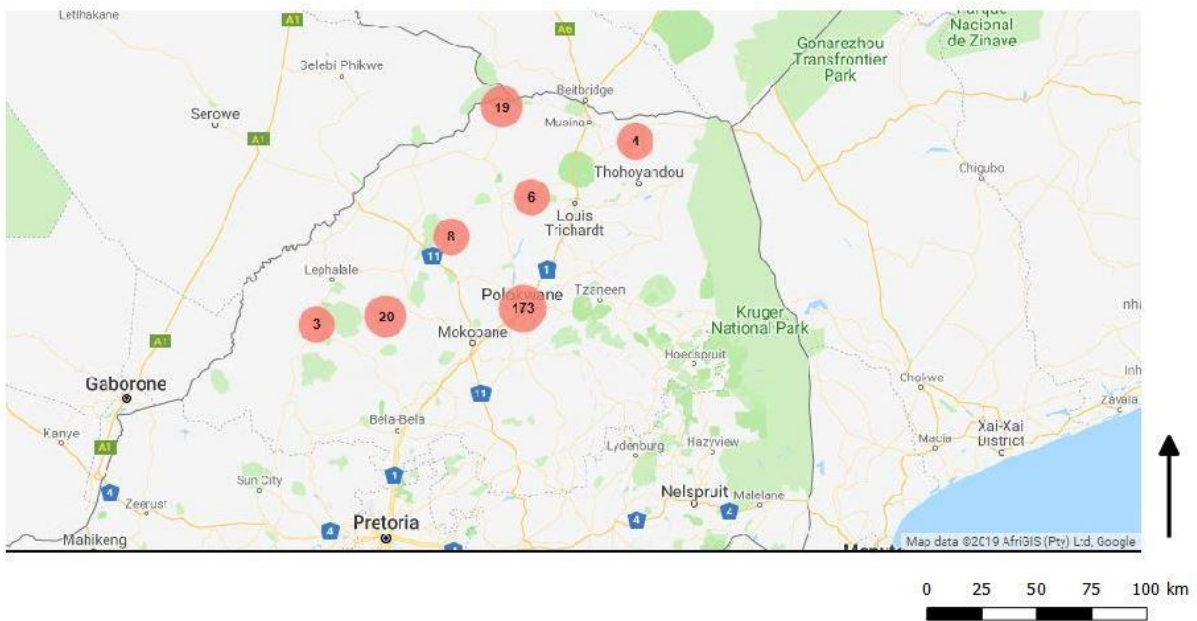 Letlhakane
A1
A6
Parque
Nacional
de Zinave
Gonarezhou
Transfrontier
Park
Selebi Phikwe
Beitbridge
19
Serowe
A1
4
Chigubo
Thohoyandou
6
Louis
Trichardt
8
11
Lephalale
1
Polokwane
Tzaneen
173
20
3
Kruger
National Park
Mokopane
A1
Hoedspruit
Gaborone
11
Chokwe
Zavala
Bela-Bela
Kanye
A1
Xai-Xai
District
Macia
Lydenburg
Hazyview
1
Sun City
4
Zeerust
Nelspruit
Malelane
4
4
4
Pretoria
Mahikeng
Map data ©2019 AfriGIS (Pty) Ltd, Google
0 25 50 75 100 km